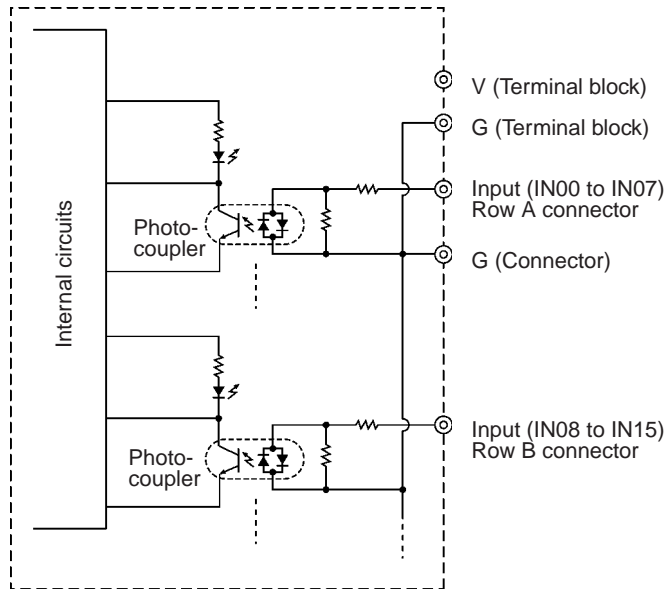 V (Terminal block)
G (Terminal block)
Input (IN00 to IN07)
Row A connector
Photo-
coupler
G (Connector)
Internal circuits
Input (IN08 to IN15)
Row B connector
Photo-
coupler